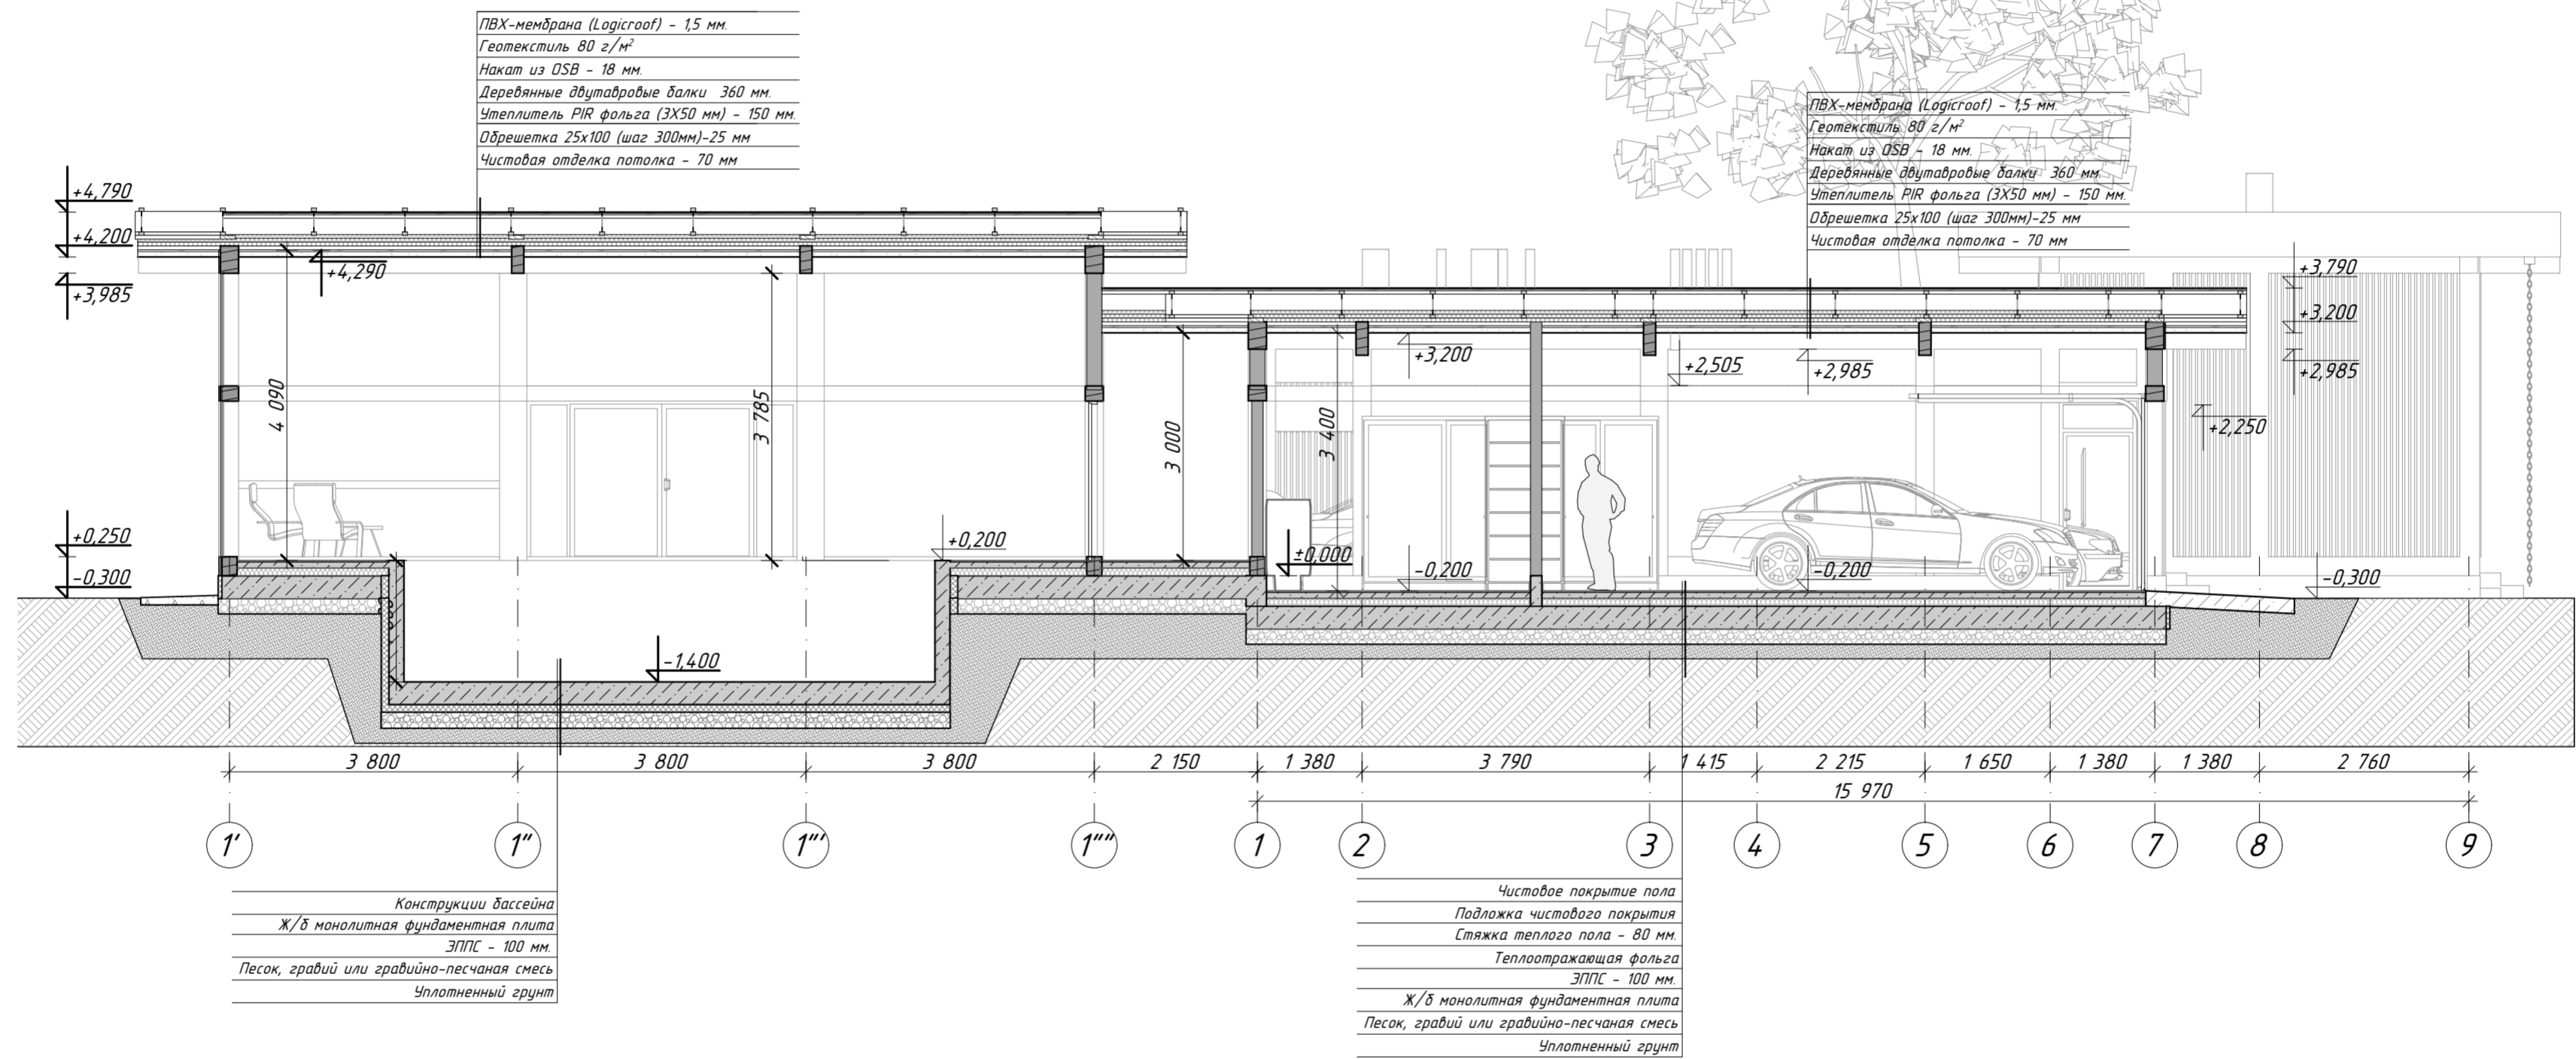 ПВХ-мембрана (Logicroof) - 1,5 мм.
Геотекстиль 80 г/м²
Накат из OSB - 18 мм.
Деревянные двутавровые балки 360 мм.
Утеплитель PIR фольга (3Х50 мм) - 150 мм.
Обрешетка 25х100 (шаг 300мм)-25 мм
Чистовая отделка потолка - 70 мм
ПВХ-мембрана (Logicroof) - 1,5 мм.
Геотекстиль 80 г/м²
Накат из OSB - 18 мм.
Деревянные двутавровые балки 360 мм.
Утеплитель PIR фольга (3Х50 мм) - 150 мм.
Обрешетка 25х100 (шаг 300мм)-25 мм
Чистовая отделка потолка - 70 мм
+4,790
+4,200
+3,985
+4,290
+3,790
+3,200
+2,985
+3,200
+2,505
+2,985
+2,250
4 090
3 785
3 000
3 400
+0,250
-0,300
+0,200
±0,000
-0,200
-0,200
-0,300
-1,400
3 800 3 800 3 800 2 150 1 380 3 790 1 415 2 215 1 650 1 380 1 380 2 760
15 970
1' 1'' 1''' 1'''' 1 2 3 4 5 6 7 8 9
Конструкции бассейна
Ж/б монолитная фундаментная плита
ЭППС - 100 мм.
Песок, гравий или гравийно-песчаная смесь
Уплотненный грунт
Чистовое покрытие пола
Подложка чистового покрытия
Стяжка теплого пола - 80 мм.
Теплоотражающая фольга
ЭППС - 100 мм.
Ж/б монолитная фундаментная плита
Песок, гравий или гравийно-песчаная смесь
Уплотненный грунт